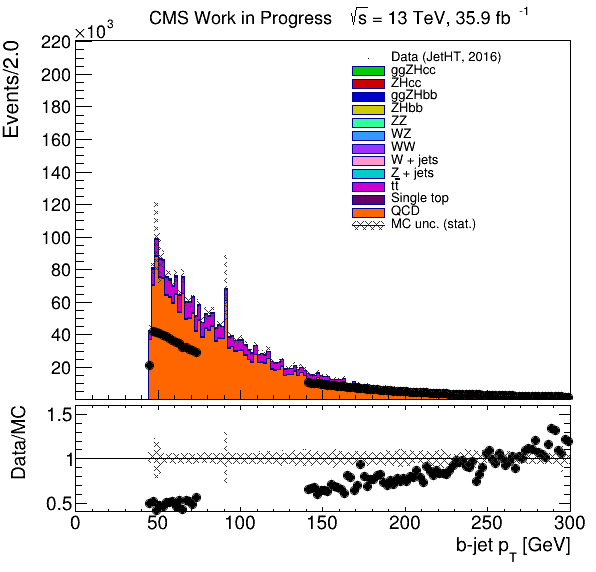 CMS Work in Progress √s = 13 TeV, 35.9 fb⁻¹
×10³
Events/2.0
220
200
180
160
140
120
100
80
60
40
20
Data (JetHT, 2016)
ggZHcc
ZHcc
ggZHbb
ZHbb
ZZ
WZ
WW
W + jets
Z + jets
tt̅
Single top
QCD
MC unc. (stat.)
Data/MC
1.5
1
0.5
0 50 100 150 200 250 300
b-jet p_T [GeV]